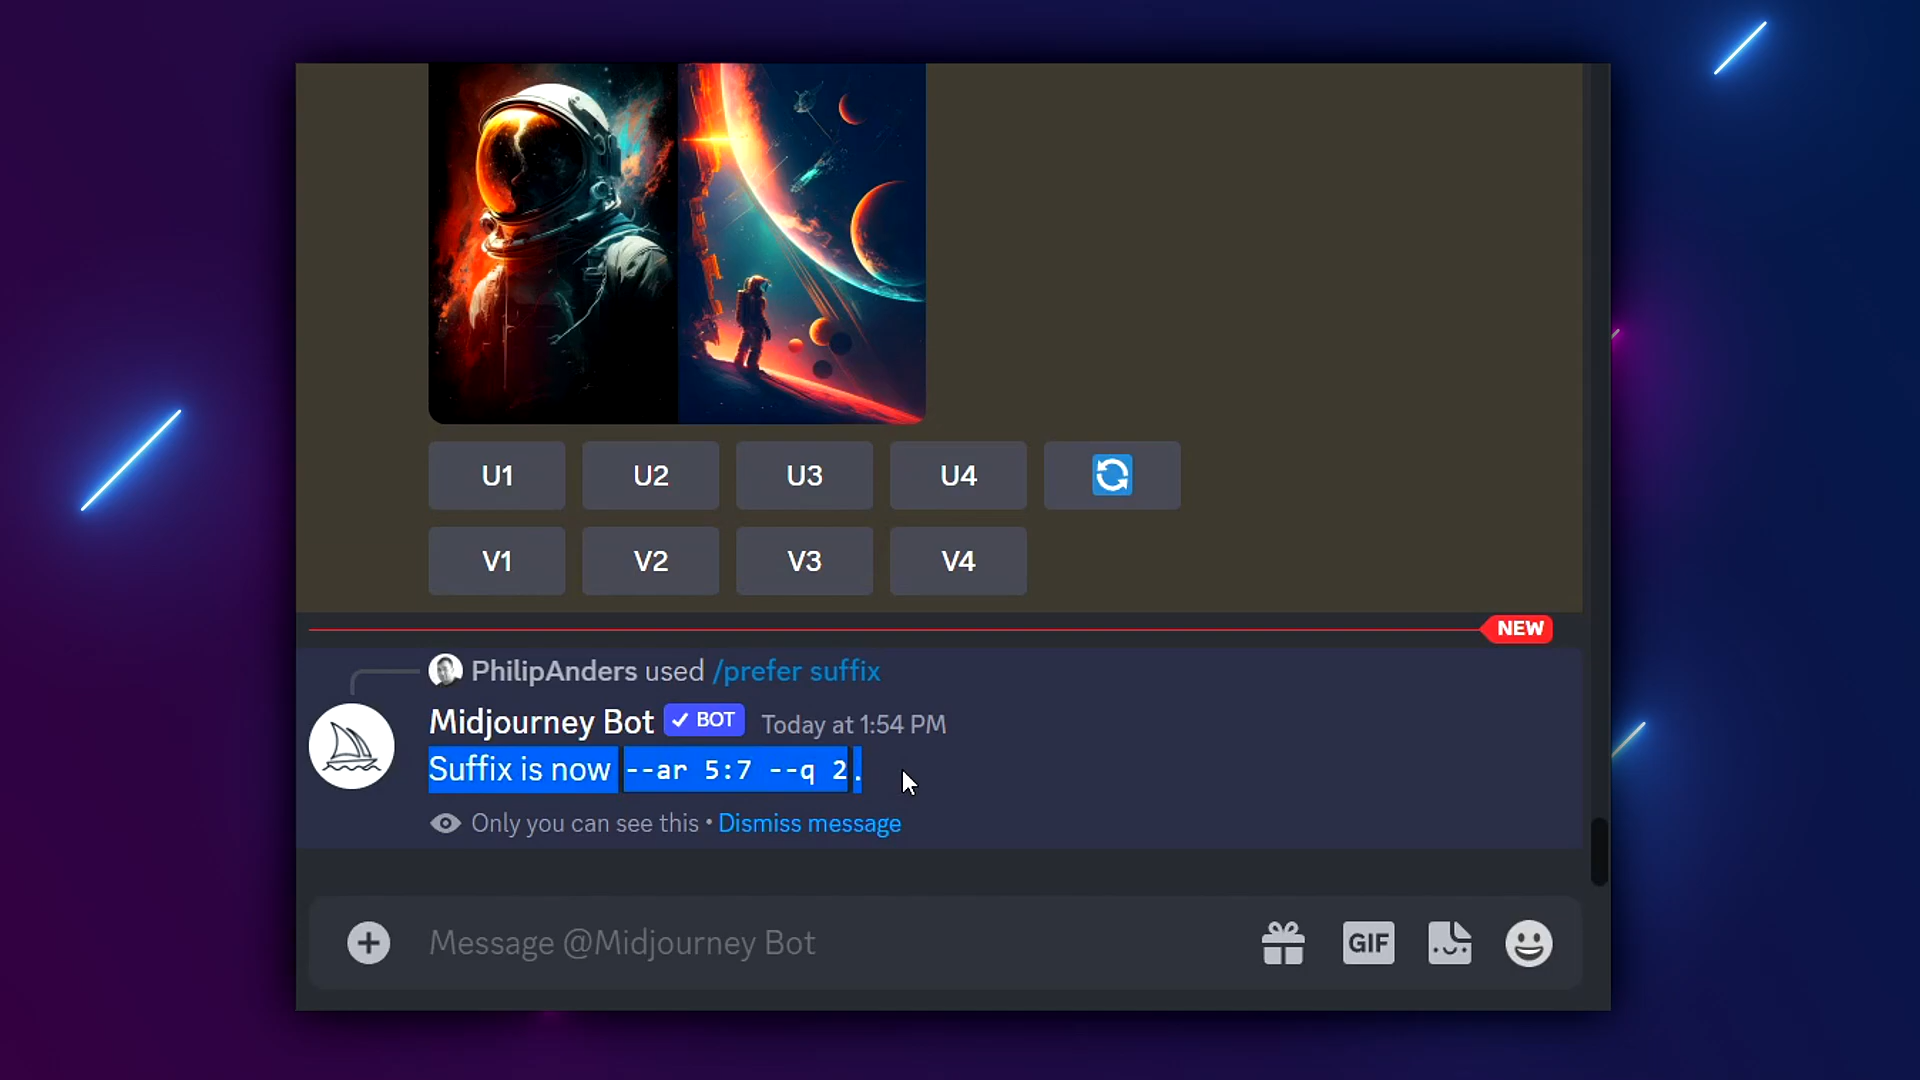 U1 U2 U3 U4
V1 V2 V3 V4
NEW
PhilipAnders used /prefer suffix
Midjourney Bot ✓ BOT Today at 1:54 PM
Suffix is now --ar 5:7 --q 2.
Only you can see this • Dismiss message
Message @Midjourney Bot
GIF